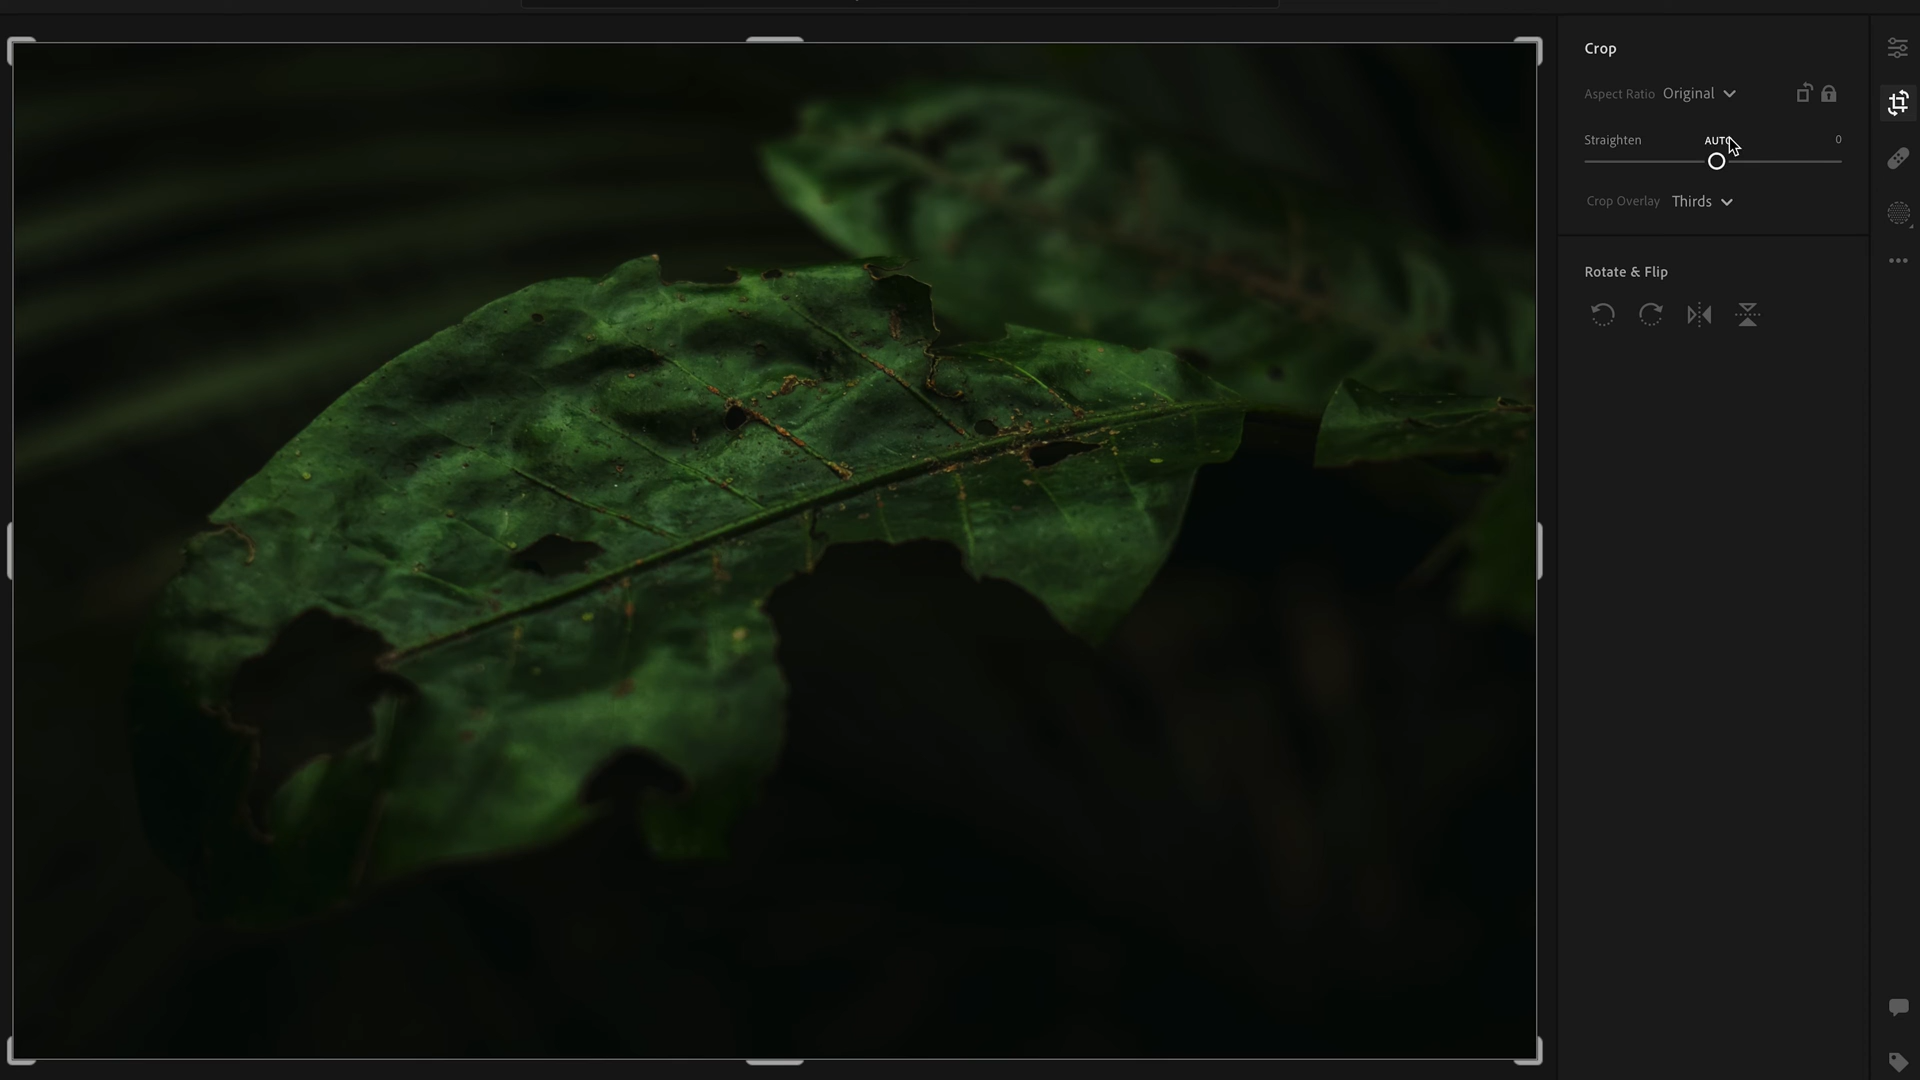 Crop
Aspect Ratio Original
Straighten AUTO 0
Crop Overlay Thirds
Rotate & Flip